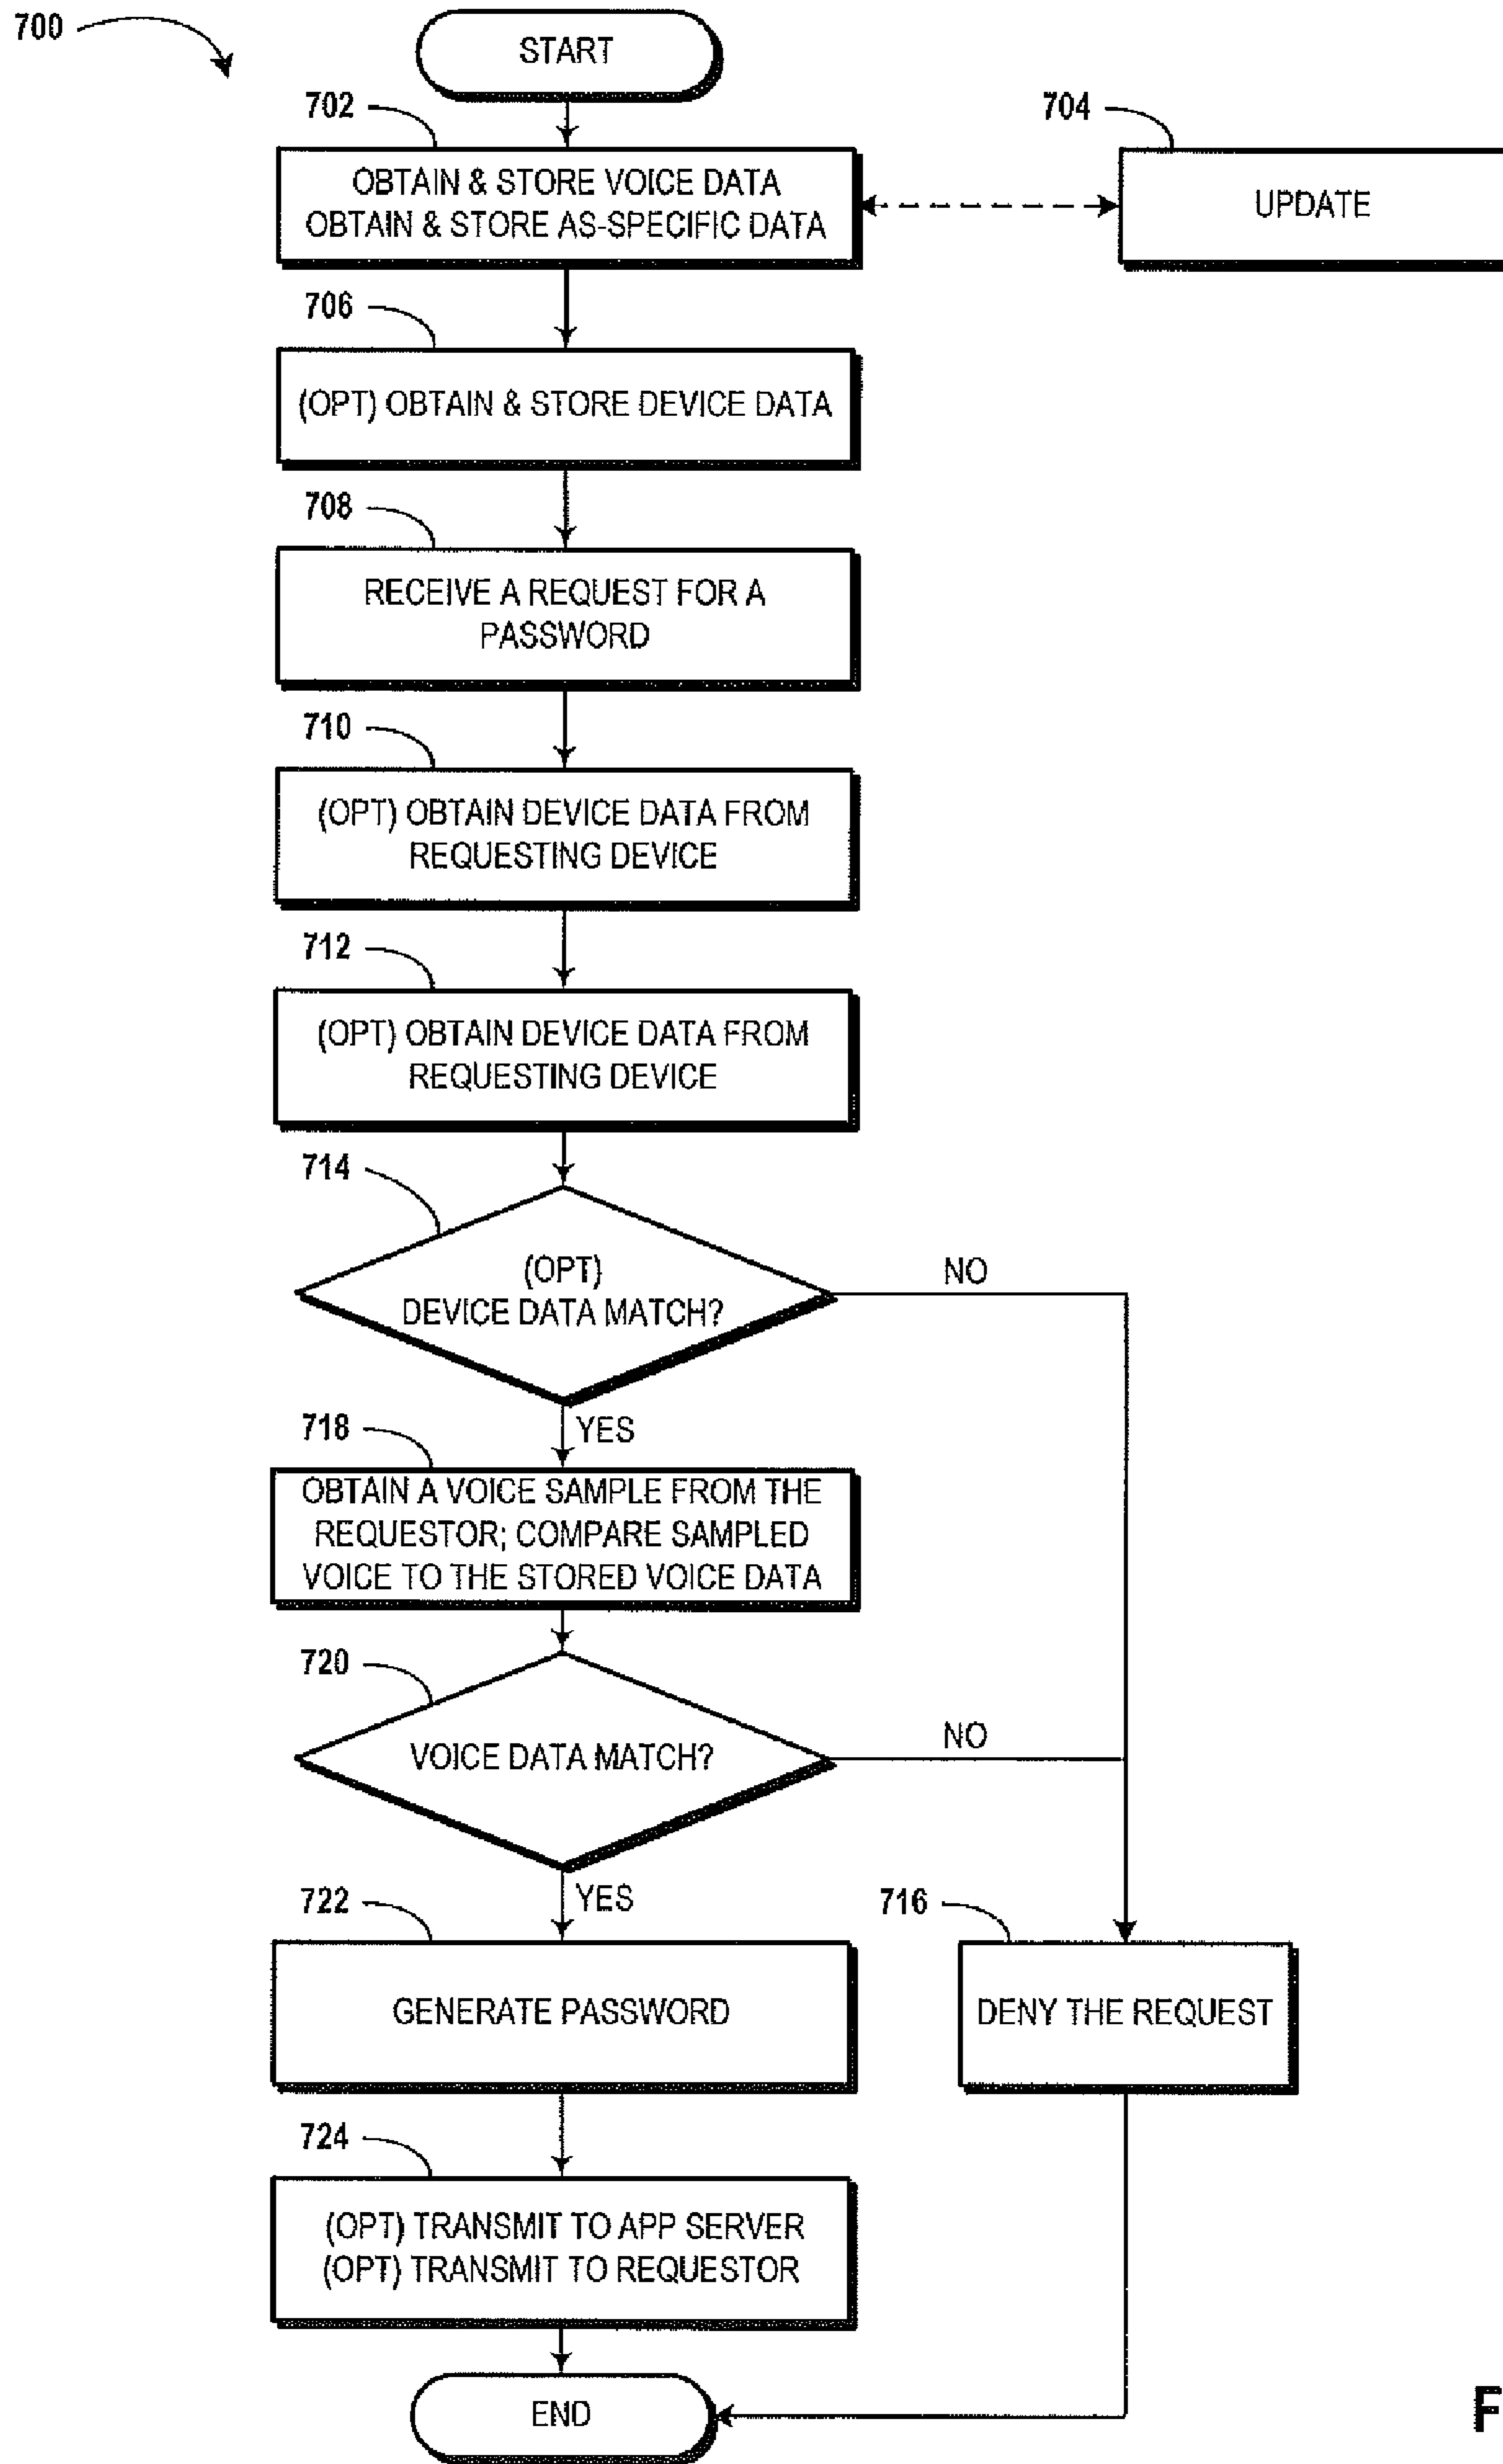 700
START
702
OBTAIN & STORE VOICE DATA
OBTAIN & STORE AS-SPECIFIC DATA
704
UPDATE
706
(OPT) OBTAIN & STORE DEVICE DATA
708
RECEIVE A REQUEST FOR A
PASSWORD
710
(OPT) OBTAIN DEVICE DATA FROM
REQUESTING DEVICE
712
(OPT) OBTAIN DEVICE DATA FROM
REQUESTING DEVICE
714
(OPT)
DEVICE DATA MATCH?
NO
YES
718
OBTAIN A VOICE SAMPLE FROM THE
REQUESTOR; COMPARE SAMPLED
VOICE TO THE STORED VOICE DATA
720
VOICE DATA MATCH?
NO
YES
722
GENERATE PASSWORD
716
DENY THE REQUEST
724
(OPT) TRANSMIT TO APP SERVER
(OPT) TRANSMIT TO REQUESTOR
END
F